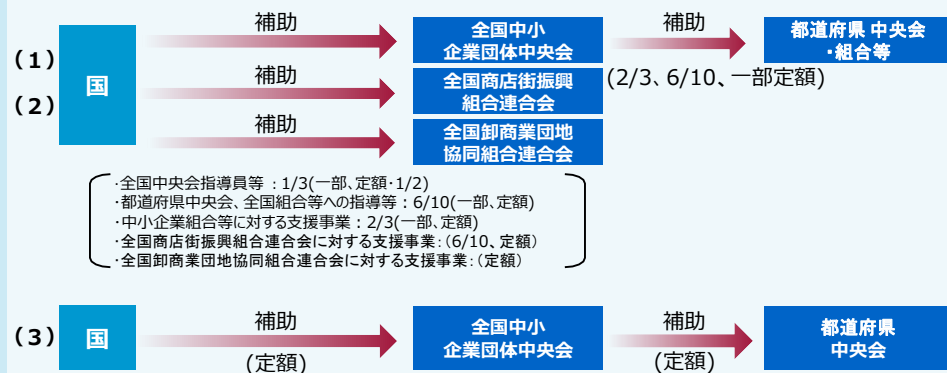 (1)
(2)
国
補助
全国中小
企業団体中央会
補助
(2/3、6/10、一部定額)
都道府県 中央会
・組合等
補助
全国商店街振興
組合連合会
補助
全国卸商業団地
協同組合連合会
・全国中央会指導員等 : 1/3(一部、定額・1/2)
・都道府県中央会、全国組合等への指導等 : 6/10(一部、定額)
・中小企業組合等に対する支援事業 : 2/3(一部、定額)
・全国商店街振興組合連合会に対する支援事業:(6/10、定額)
・全国卸商業団地協同組合連合会に対する支援事業:(定額)
(3)
国
補助
(定額)
全国中小
企業団体中央会
補助
(定額)
都道府県
中央会